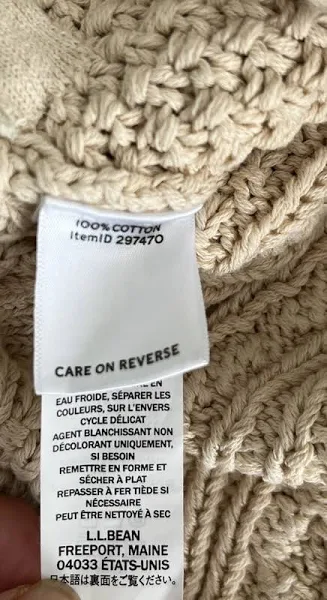 100% COTTON
ItemID 297470
CARE ON REVERSE
EN
EAU FROIDE, SÉPARER LES
COULEURS, SUR L'ENVERS
CYCLE DÉLICAT
AGENT BLANCHISSANT NON
DÉCOLORANT UNIQUEMENT,
SI BESOIN
REMETTRE EN FORME ET
SÉCHER À PLAT
REPASSER À FER TIÈDE SI
NÉCESSAIRE
PEUT ÊTRE NETTOYÉ À SEC
L.L.BEAN
FREEPORT, MAINE
04033 ÉTATS-UNIS
日本語は裏面をご覧ください。